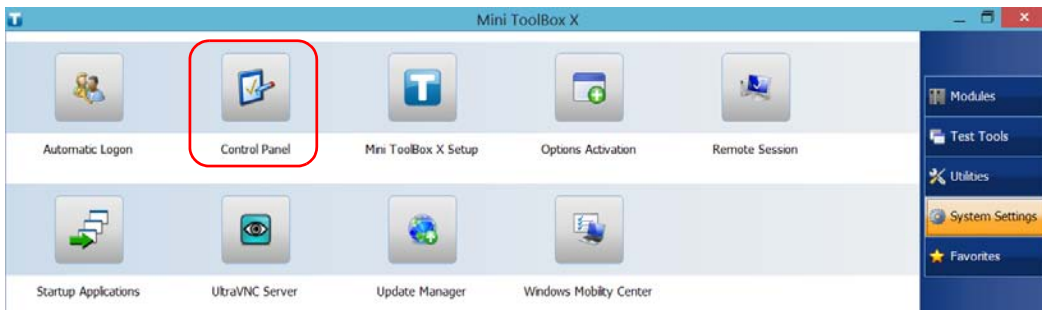 Mini ToolBox X
Automatic Logon
Control Panel
Mini ToolBox X Setup
Options Activation
Remote Session
Startup Applications
UltraVNC Server
Update Manager
Windows Mobility Center
Modules
Test Tools
Utilities
System Settings
Favorites